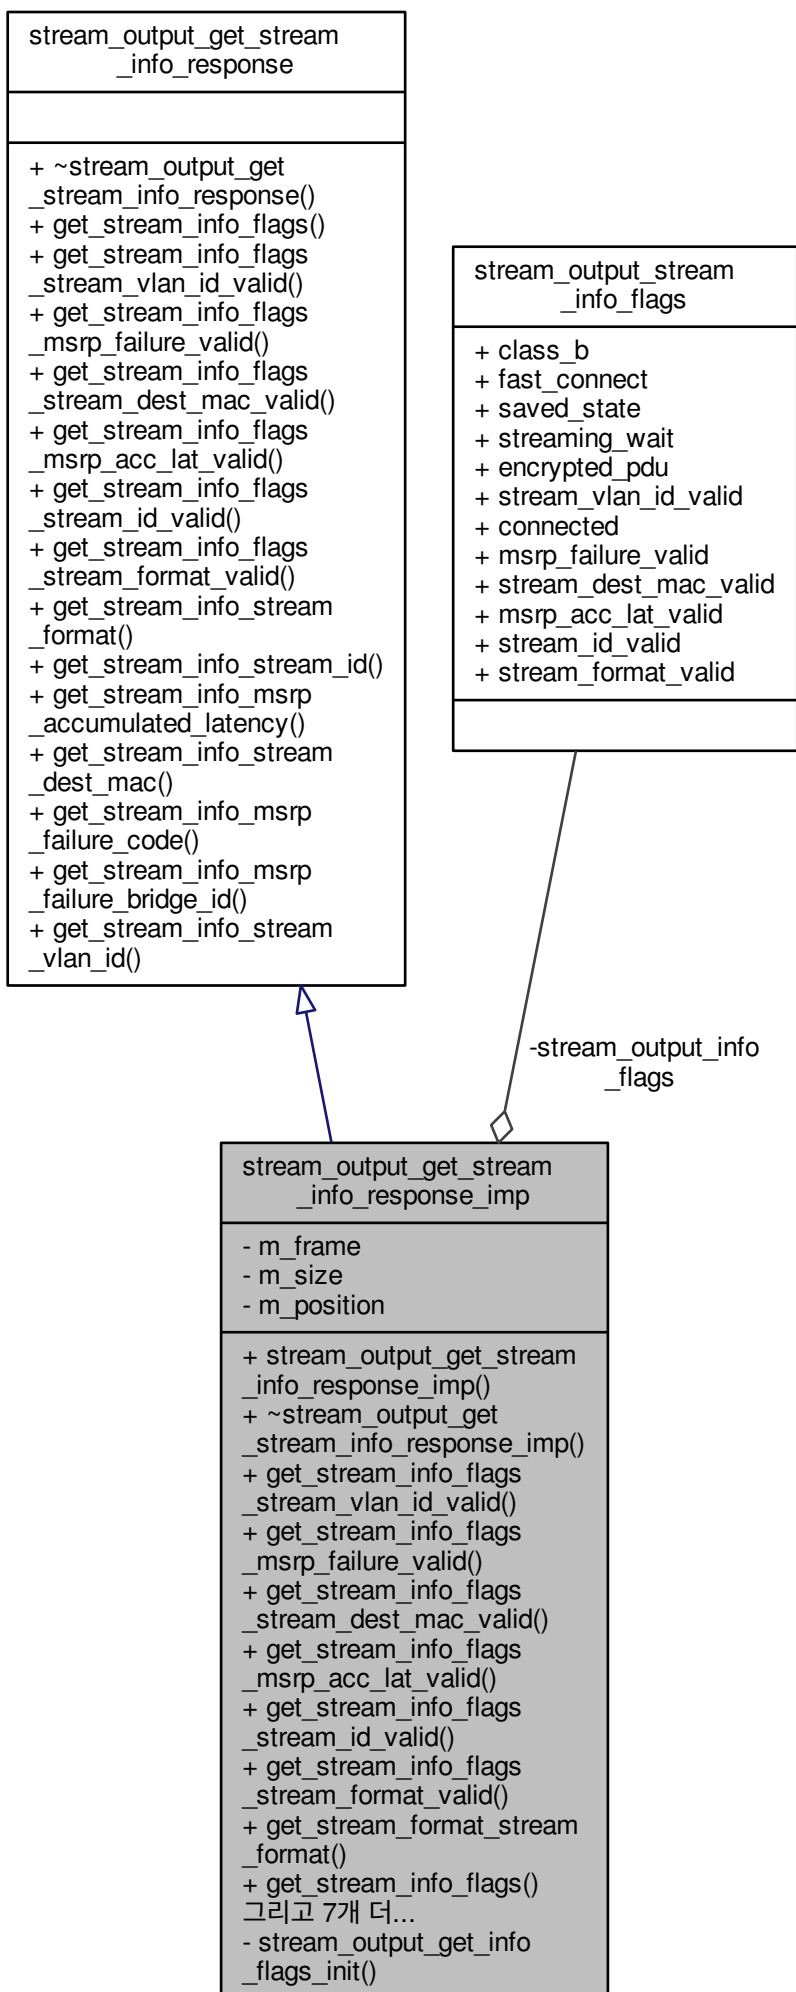 stream_output_get_stream
_info_response
+ ~stream_output_get
_stream_info_response()
+ get_stream_info_flags()
+ get_stream_info_flags
_stream_vlan_id_valid()
+ get_stream_info_flags
_msrp_failure_valid()
+ get_stream_info_flags
_stream_dest_mac_valid()
+ get_stream_info_flags
_msrp_acc_lat_valid()
+ get_stream_info_flags
_stream_id_valid()
+ get_stream_info_flags
_stream_format_valid()
+ get_stream_info_stream
_format()
+ get_stream_info_stream_id()
+ get_stream_info_msrp
_accumulated_latency()
+ get_stream_info_stream
_dest_mac()
+ get_stream_info_msrp
_failure_code()
+ get_stream_info_msrp
_failure_bridge_id()
+ get_stream_info_stream
_vlan_id()
stream_output_stream
_info_flags
+ class_b
+ fast_connect
+ saved_state
+ streaming_wait
+ encrypted_pdu
+ stream_vlan_id_valid
+ connected
+ msrp_failure_valid
+ stream_dest_mac_valid
+ msrp_acc_lat_valid
+ stream_id_valid
+ stream_format_valid
-stream_output_info
_flags
stream_output_get_stream
_info_response_imp
- m_frame
- m_size
- m_position
+ stream_output_get_stream
_info_response_imp()
+ ~stream_output_get
_stream_info_response_imp()
+ get_stream_info_flags
_stream_vlan_id_valid()
+ get_stream_info_flags
_msrp_failure_valid()
+ get_stream_info_flags
_stream_dest_mac_valid()
+ get_stream_info_flags
_msrp_acc_lat_valid()
+ get_stream_info_flags
_stream_id_valid()
+ get_stream_info_flags
_stream_format_valid()
+ get_stream_format_stream
_format()
+ get_stream_info_flags()
그리고 7개 더...
- stream_output_get_info
_flags_init()